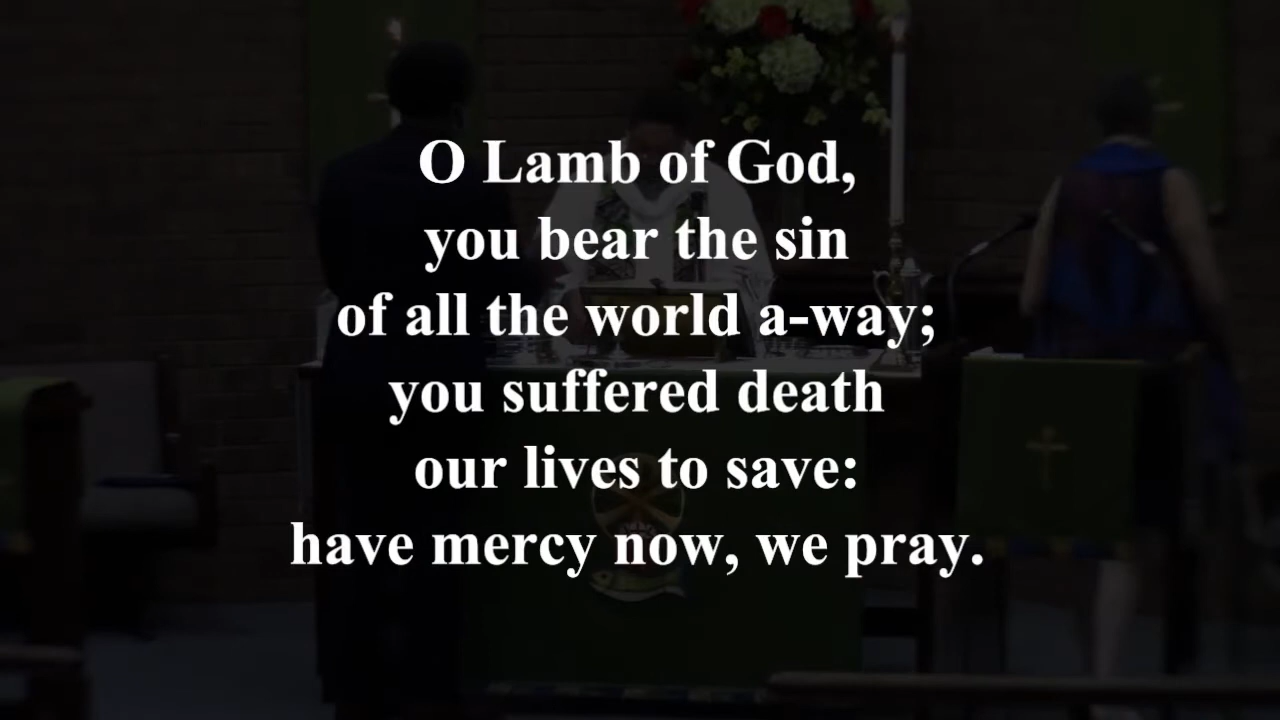 O Lamb of God,
you bear the sin
of all the world a-way;
you suffered death
our lives to save:
have mercy now, we pray.